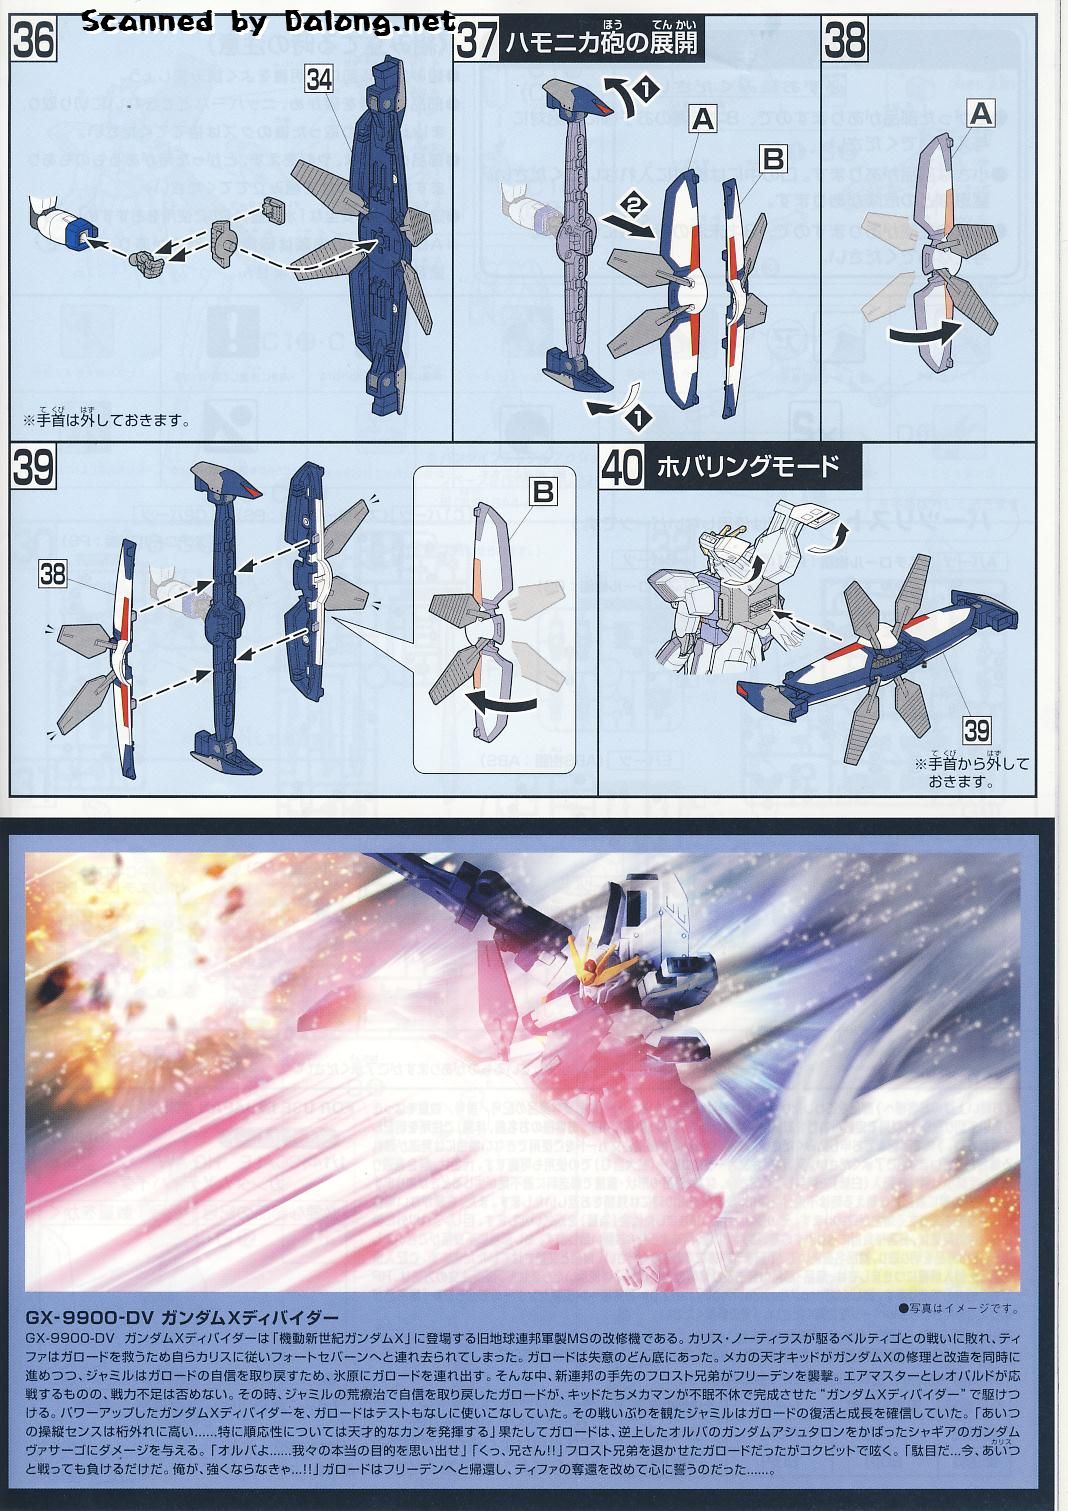 Scanned by Dalong.net
36
34
※手首は外しておきます。
てくび はず
37 ハモニカ砲の展開
ほう てんかい
1
A
B
2
1
38
A
39
38
B
40 ホバリングモード
39
※手首から外して
てくび はず
おきます。
●写真はイメージです。
GX-9900-DV ガンダムXディバイダー
GX-9900-DV ガンダムXディバイダーは「機動新世紀ガンダムX」に登場する旧地球連邦軍製MSの改修機である。カリス・ノーティラスが駆るベルティゴとの戦いに敗れ、ティ
ファはガロードを救うため自らカリスに従いフォートセバーンへと連れ去られてしまった。ガロードは失意のどん底にあった。メカの天才キッドがガンダムXの修理と改造を同時に
進めつつ、ジャミルはガロードの自信を取り戻すため、氷原にガロードを連れ出す。そんな中、新連邦の手先のフロスト兄弟がフリーデンを襲撃。エアマスターとレオパルドが応
戦するものの、戦力不足は否めない。その時、ジャミルの荒療治で自信を取り戻したガロードが、キッドたちメカマンが不眠不休で完成させた“ガンダムXディバイダー”で駆けつ
ける。パワーアップしたガンダムXディバイダーを、ガロードはテストもなしに使いこなしていた。その戦いぶりを観たジャミルはガロードの復活と成長を確信していた。「あいつ
の操縦センスは桁外れに高い......特に順応性については天才的なカンを発揮する」果たしてガロードは、逆上したオルバのガンダムアシュタロンをかばったシャギアのガンダム
ヴァサーゴにダメージを与える。「オルバよ......我々の本当の目的を思い出せ」「くっ、兄さん!!」フロスト兄弟を退かせたガロードだったがコクピットで呟く。「駄目だ...今、あいつ
カリス
と戦っても負けるだけだ。俺が、強くならなきゃ...!!」ガロードはフリーデンへと帰還し、ティファの奪還を改めて心に誓うのだった......。